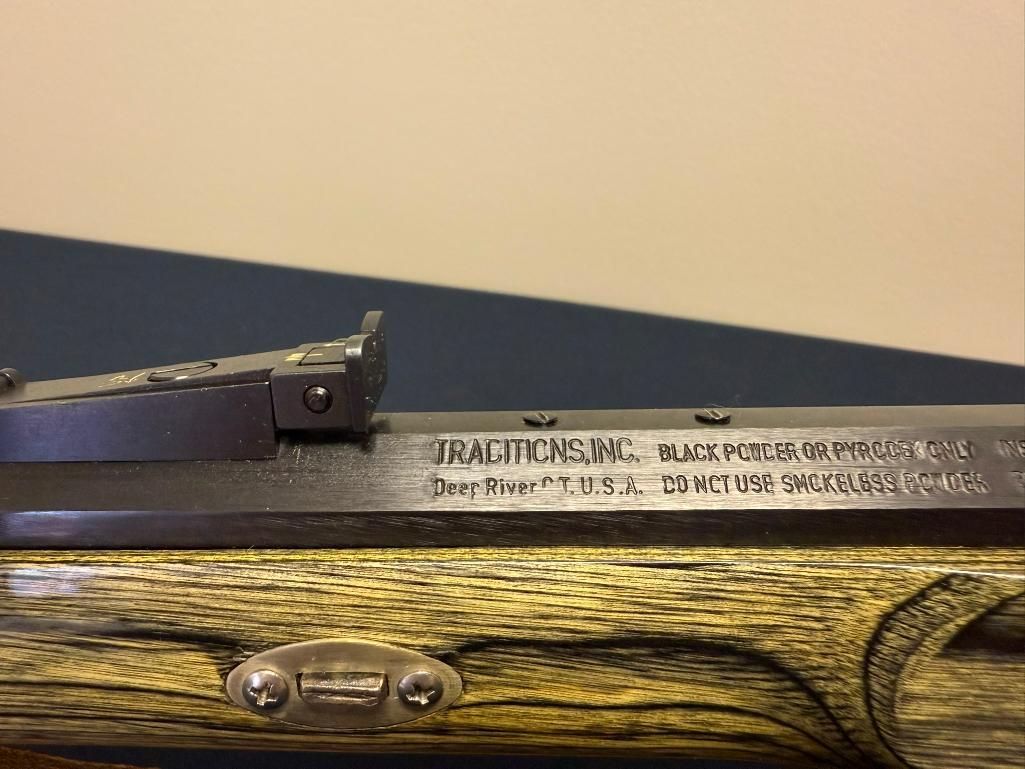 TRADITIONS, INC. BLACK POWDER OR PYRODEX ONLY
Deep River CT. U.S.A. DO NOT USE SMOKELESS POWDER